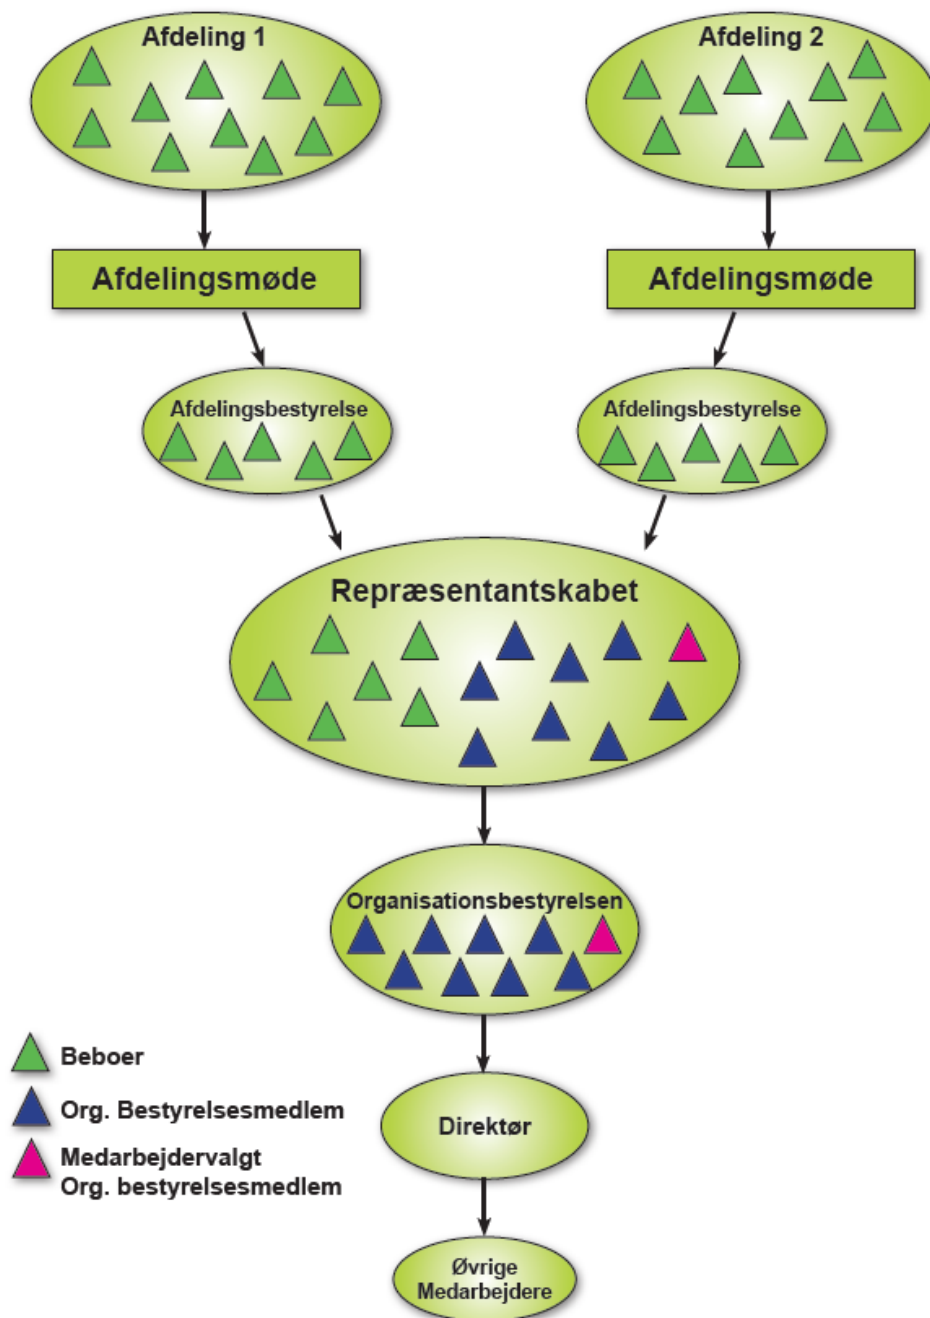 Afdeling 1
Afdeling 2
Afdelingsmøde
Afdelingsmøde
Afdelingsbestyrelse
Afdelingsbestyrelse
Repræsentantskabet
Organisationsbestyrelsen
Beboer
Org. Bestyrelsesmedlem
Medarbejdervalgt
Org. bestyrelsesmedlem
Direktør
Øvrige
Medarbejdere